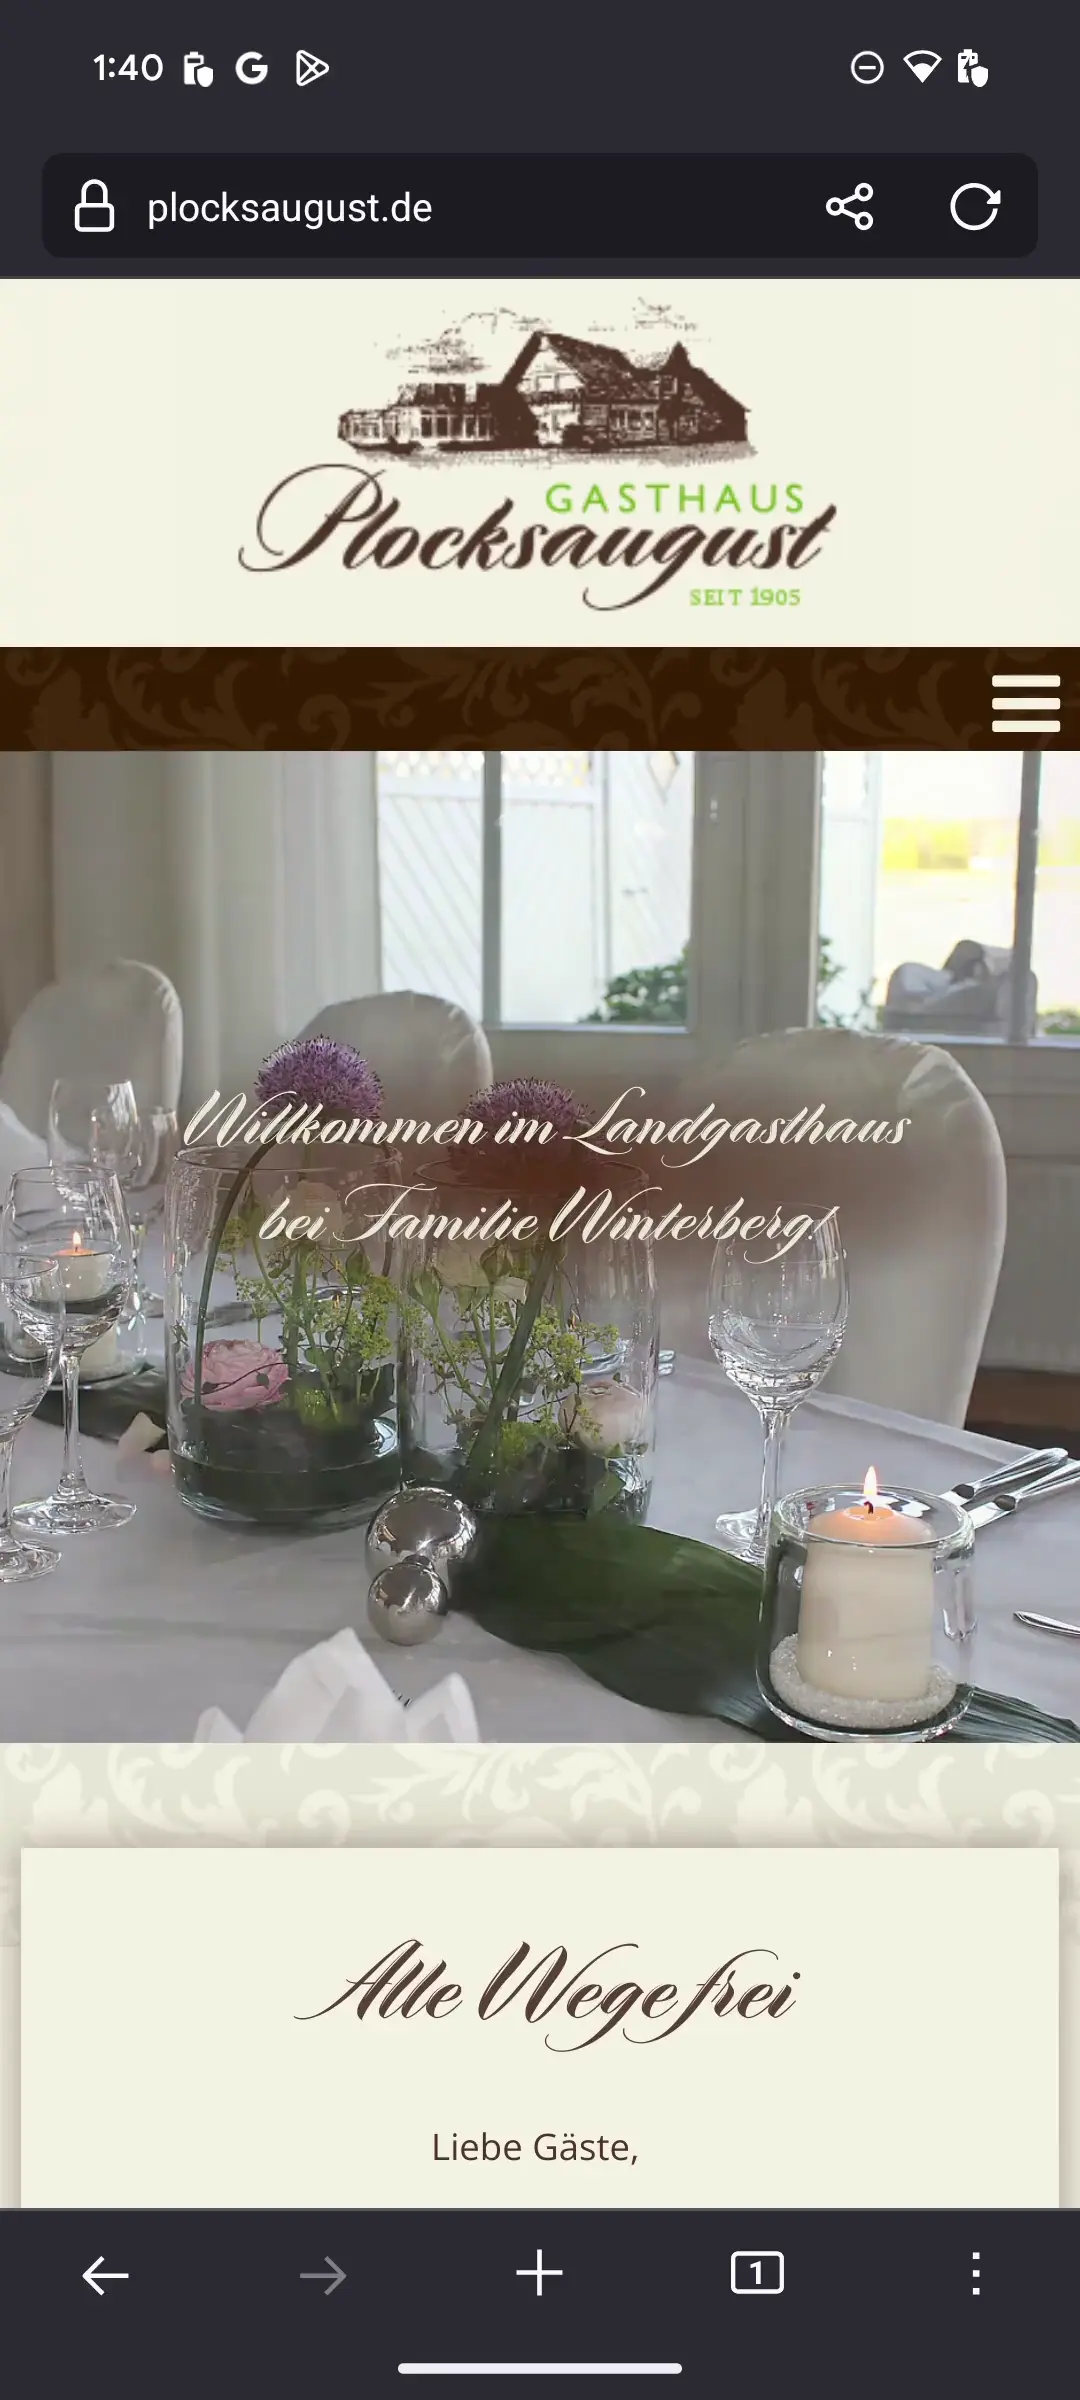 1:40
plocksaugust.de
GASTHAUS
Plocksaugust
SEIT 1905
Willkommen im Landgasthaus
bei Familie Winterberg!
Alle Wege frei
Liebe Gäste,
1